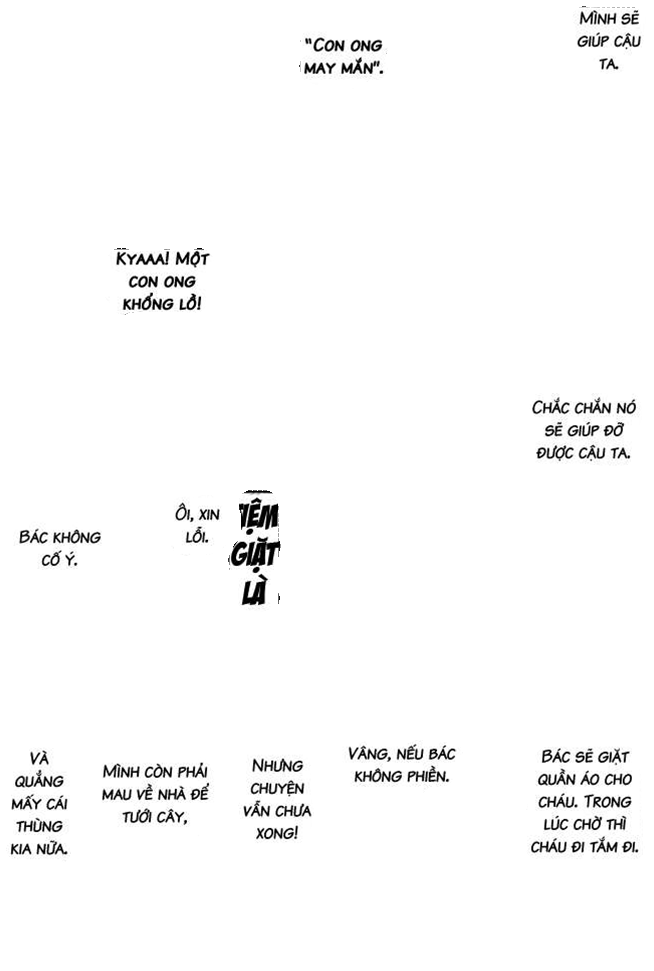 MÌNH SẼ
GIÚP CẬU
TA.
"CON ONG
MAY MẮN".
KYAAA! MỘT
CON ONG
KHỔNG LỒ!
CHẮC CHẮN NÓ
SẼ GIÚP ĐỠ
ĐƯỢC CẬU TA.
IỆM
GIẶT
LÀ
ÔI, XIN
LỖI.
BÁC KHÔNG
CỐ Ý.
BÁC SẼ GIẶT
QUẦN ÁO CHO
CHÁU. TRONG
LÚC CHỜ THÌ
CHÁU ĐI TẮM ĐI.
VÂNG, NẾU BÁC
KHÔNG PHIỀN.
NHƯNG
CHUYỆN
VẪN CHƯA
XONG!
MÌNH CÒN PHẢI
MAU VỀ NHÀ ĐỂ
TƯỚI CÂY,
VÀ
QUẲNG
MẤY CÁI
THÙNG
KIA NỮA.